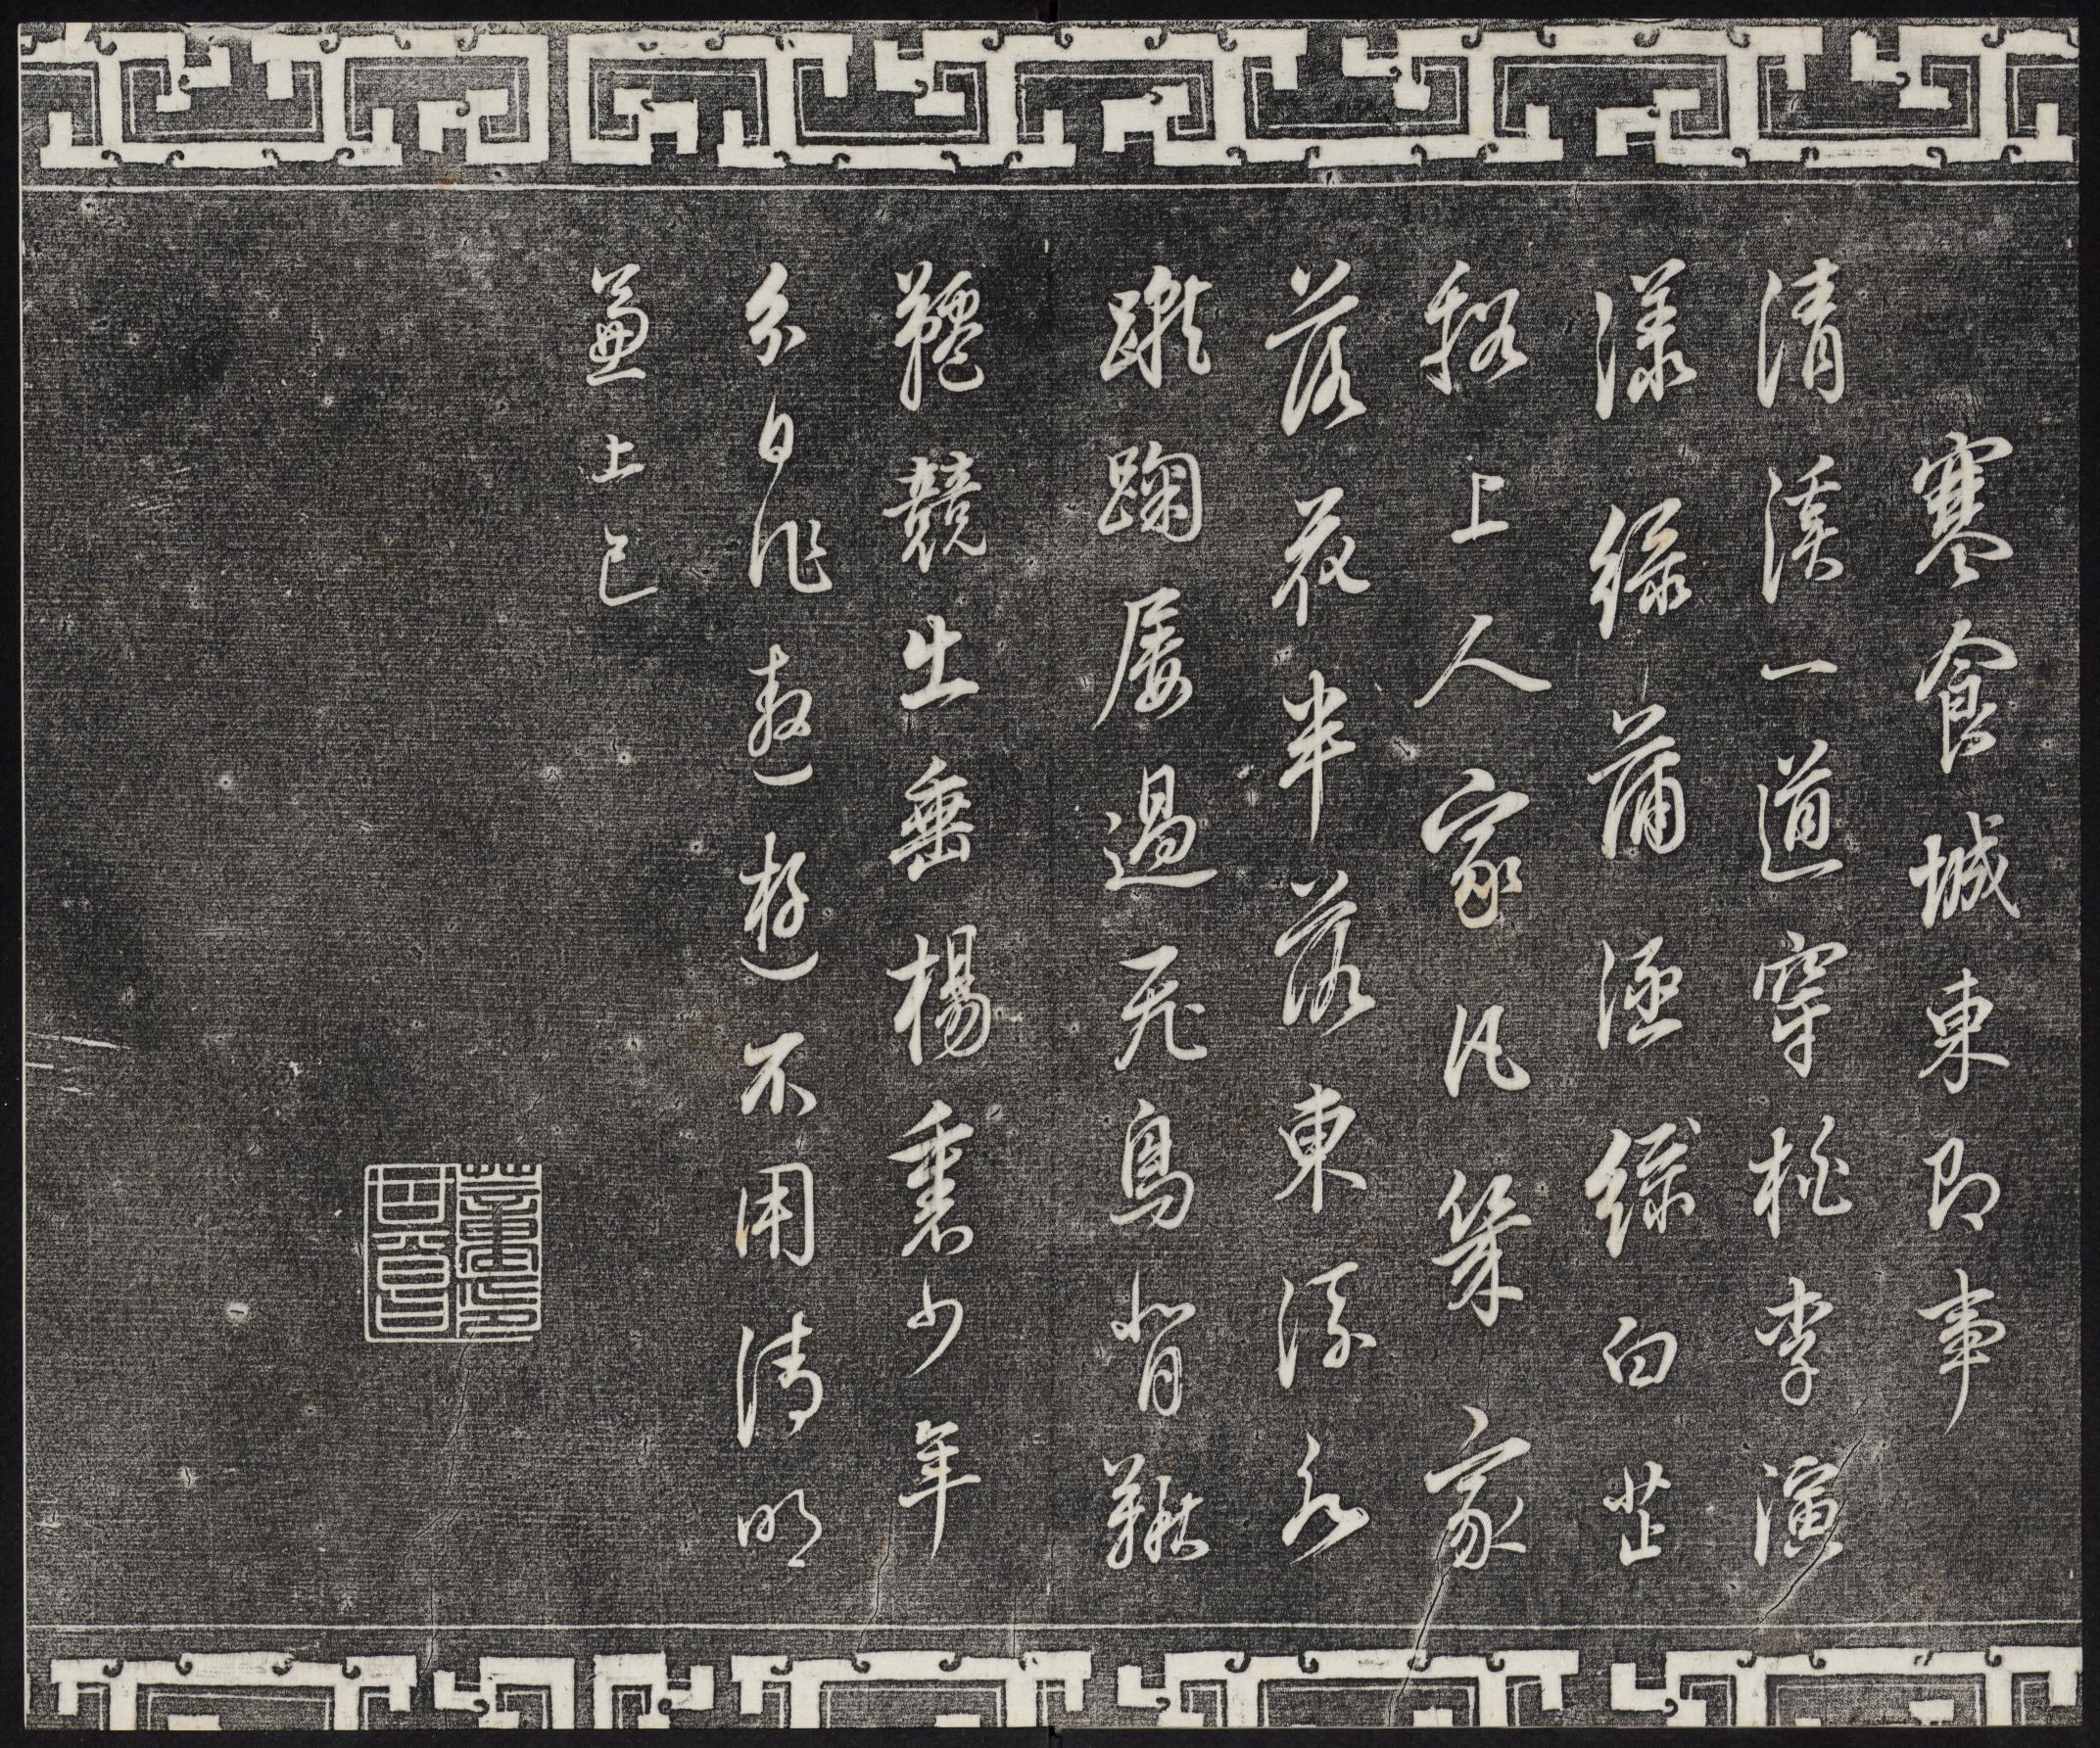 寒食城東即事
清溪一道穿桃李演
漾綠蒲涵綠白芷
谿上人家凡幾家
落花半落東流水
蹴踘屢過飛鳥背鞦
韆競出垂楊裏少年
分日作遨遊不用清明
兼上巳